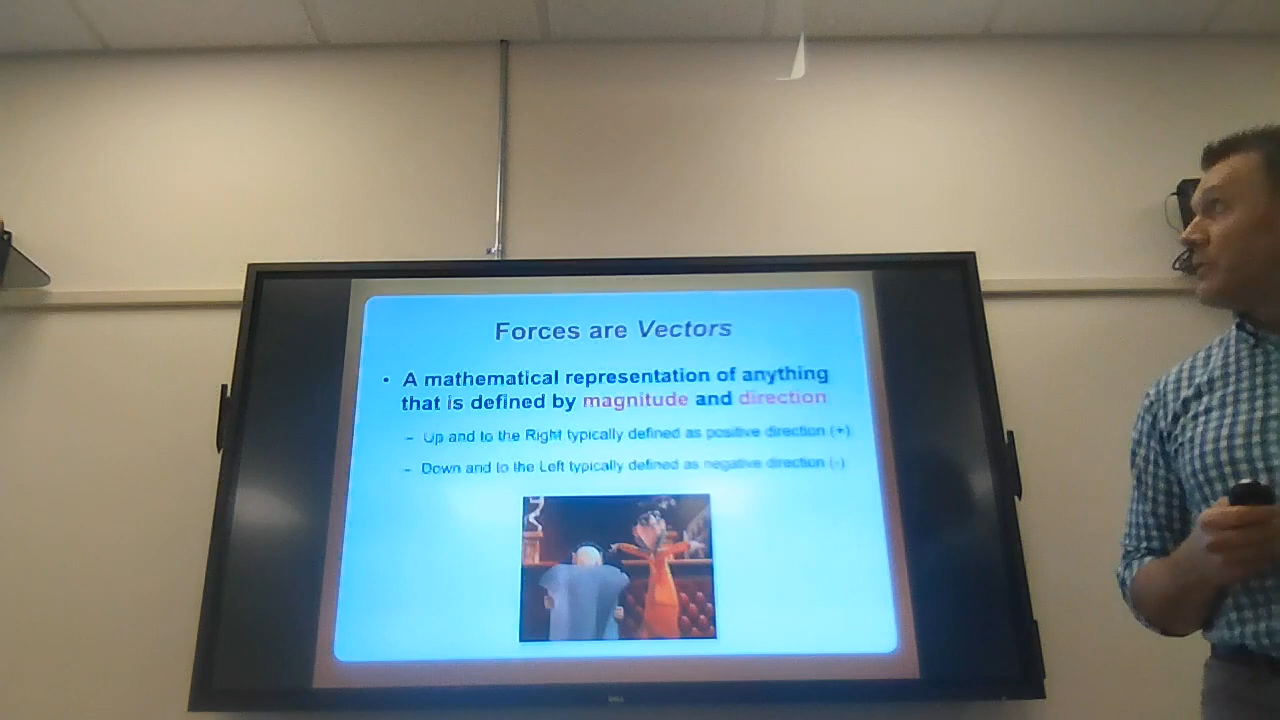 Forces are Vectors
• A mathematical representation of anything
that is defined by magnitude and direction
– Up and to the Right typically defined as positive direction (+)
– Down and to the Left typically defined as negative direction (-)
DELL